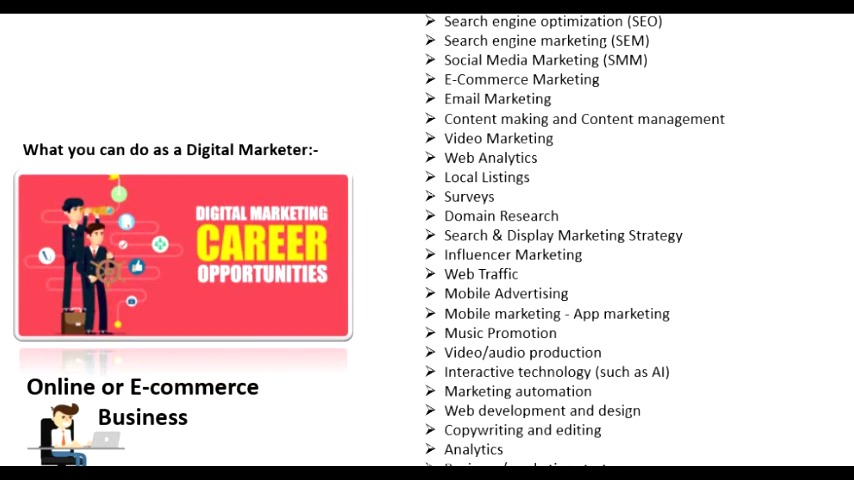 What you can do as a Digital Marketer:-
DIGITAL MARKETING
CAREER
OPPORTUNITIES
Online or E-commerce
Business
Search engine optimization (SEO)
Search engine marketing (SEM)
Social Media Marketing (SMM)
E-Commerce Marketing
Email Marketing
Content making and Content management
Video Marketing
Web Analytics
Local Listings
Surveys
Domain Research
Search & Display Marketing Strategy
Influencer Marketing
Web Traffic
Mobile Advertising
Mobile marketing - App marketing
Music Promotion
Video/audio production
Interactive technology (such as AI)
Marketing automation
Web development and design
Copywriting and editing
Analytics